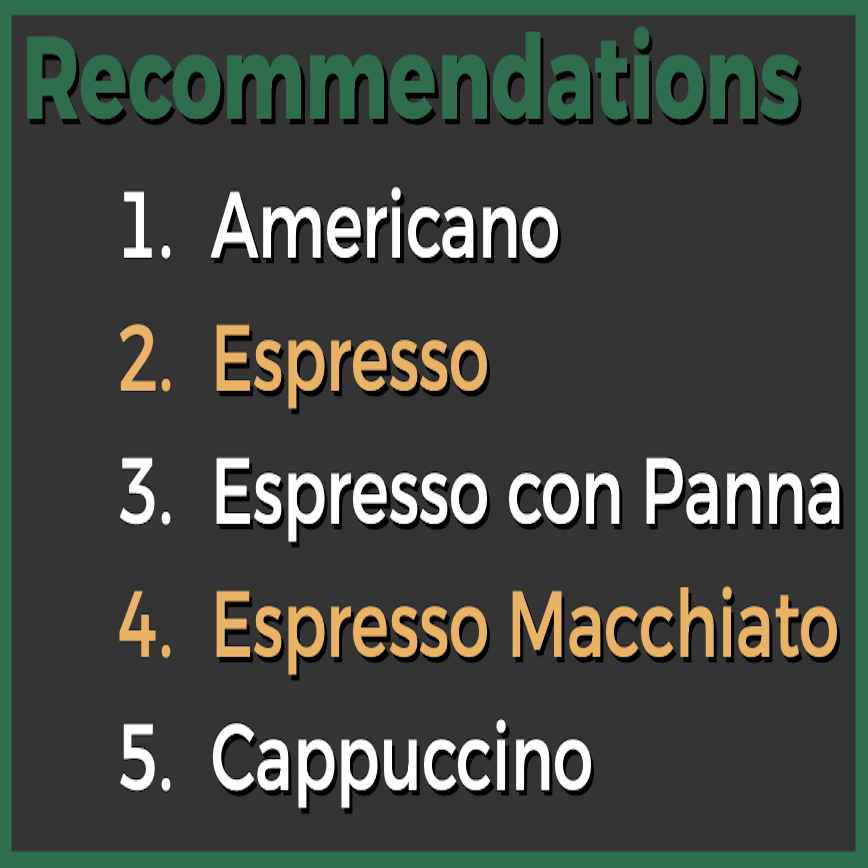 Recommendations
1. Americano
2. Espresso
3. Espresso con Panna
4. Espresso Macchiato
5. Cappuccino